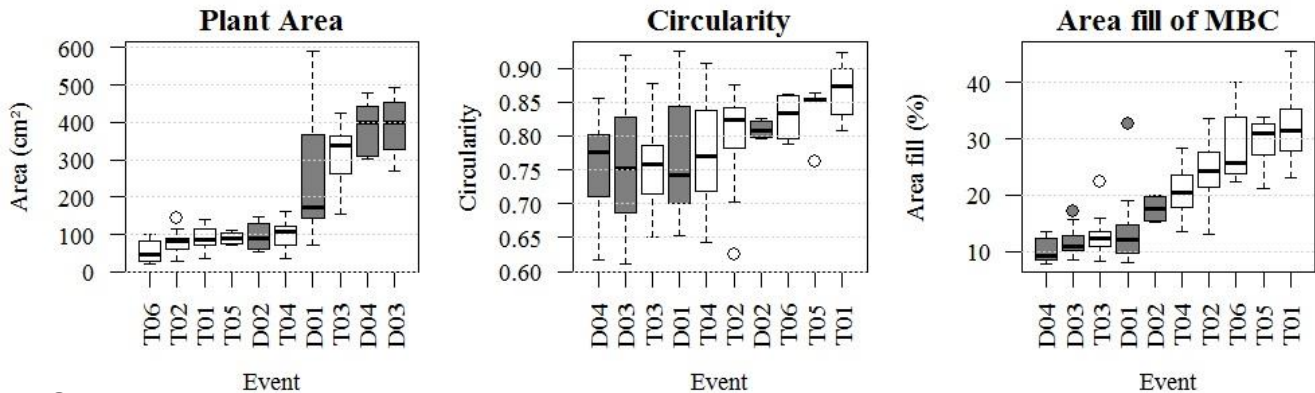 Plant Area
Area (cm²)
600
500
400
300
200
100
0
T06
T02
T01
T05
D02
T04
D01
T03
D04
D03
Event
Circularity
Circularity
0.90
0.85
0.80
0.75
0.70
0.65
0.60
D04
D03
T03
D01
T04
T02
D02
T06
T05
T01
Event
Area fill of MBC
Area fill (%)
40
30
20
10
D04
D03
T03
D01
D02
T04
T02
T06
T05
T01
Event